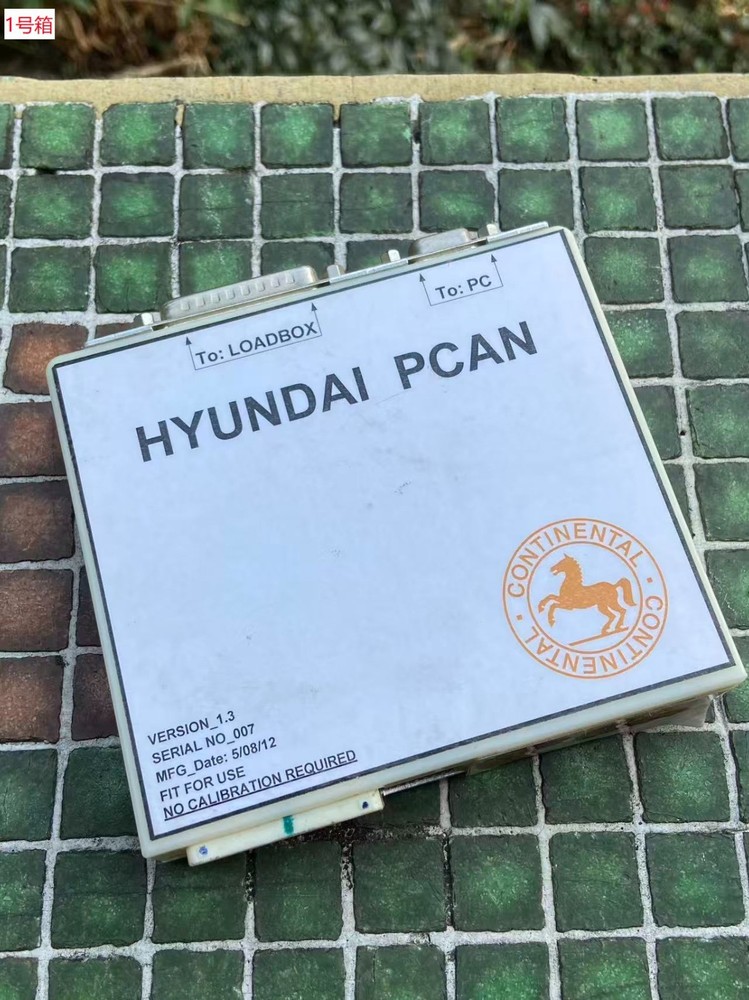 1号箱
To: LOADBOX
To: PC
HYUNDAI PCAN
CONTINENTAL · CONTINENTAL ·
VERSION_1.3
SERIAL NO_007
MFG_Date: 5/08/12
FIT FOR USE
NO CALIBRATION REQUIRED